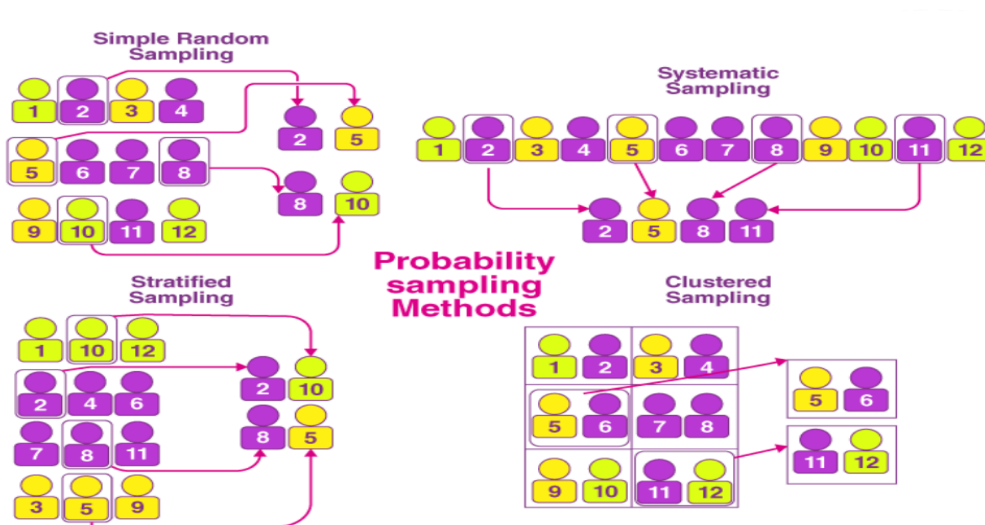 Simple Random
Sampling
1 2 3 4
2 5
5 6 7 8
8 10
9 10 11 12
Systematic
Sampling
1 2 3 4 5 6 7 8 9 10 11 12
2 5 8 11
Probability
sampling
Methods
Stratified
Sampling
1 10 12
2 4 6
2 10
7 8 11
8 5
3 5 9
Clustered
Sampling
1 2 3 4
5 6 7 8
5 6
9 10 11 12
11 12